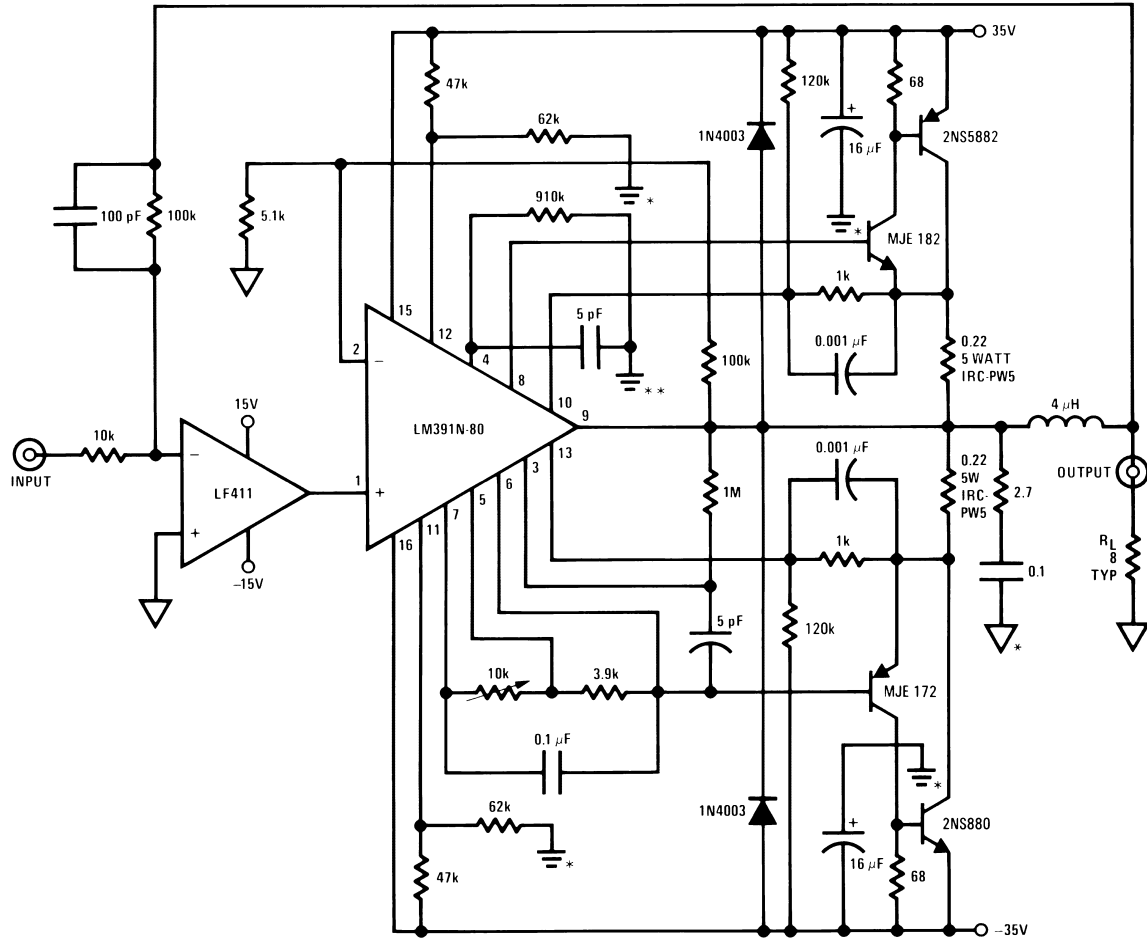 35V
47k
120k
68
62k
1N4003
+
16 μF
2NS5882
*
100 pF
100k
5.1k
910k
*
MJE 182
15
12
1k
5 pF
2
−
4
8
0.001 μF
0.22
5 WATT
IRC-PW5
* *
100k
10
15V
LM391N-80
9
4 μH
10k
−
13
0.001 μF
INPUT
LF411
1
+
3
6
5
7
11
16
1M
0.22
5W
IRC-
PW5
2.7
OUTPUT
+
−15V
1k
RL
8
TYP
0.1
5 pF
120k
*
10k
3.9k
MJE 172
0.1 μF
*
62k
1N4003
+
2NS880
*
16 μF
68
47k
−35V